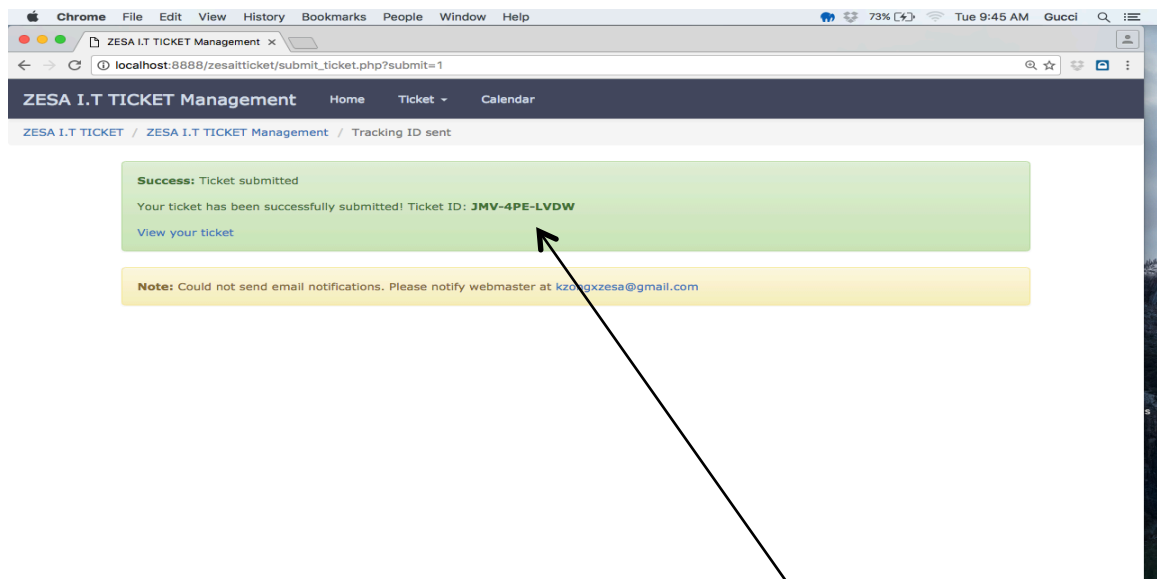 Chrome File Edit View History Bookmarks People Window Help 73% Tue 9:45 AM Gucci
ZESA I.T TICKET Management ×
localhost:8888/zesaitticket/submit_ticket.php?submit=1
ZESA I.T TICKET Management Home Ticket Calendar
ZESA I.T TICKET / ZESA I.T TICKET Management / Tracking ID sent
Success: Ticket submitted
Your ticket has been successfully submitted! Ticket ID: JMV-4PE-LVDW
View your ticket
Note: Could not send email notifications. Please notify webmaster at kzongxzesa@gmail.com
s